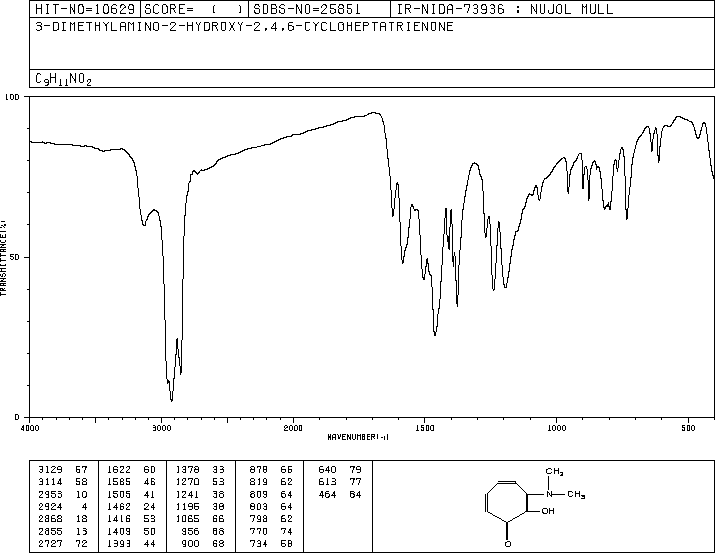 HIT-NO=10629 SCORE= ( ) SDBS-NO=25851 IR-NIDA-73936 : NUJOL MULL
3-DIMETHYLAMINO-2-HYDROXY-2,4,6-CYCLOHEPTATRIENONE
C9H11NO2
100
TRANSMITTANCE(%)
50
0
4000 3000 2000 1500 1000 500
WAVENUMBER(-1)
3129 57 1622 60 1378 33 878 66 640 79
3114 58 1585 46 1270 53 819 62 613 77
2953 10 1505 41 1241 38 809 64 464 84
2924 4 1462 24 1195 38 803 64
2868 18 1416 53 1065 66 798 62
2855 13 1409 50 956 68 770 74
2727 72 1393 44 900 68 734 58
CH3
N
CH3
OH
O